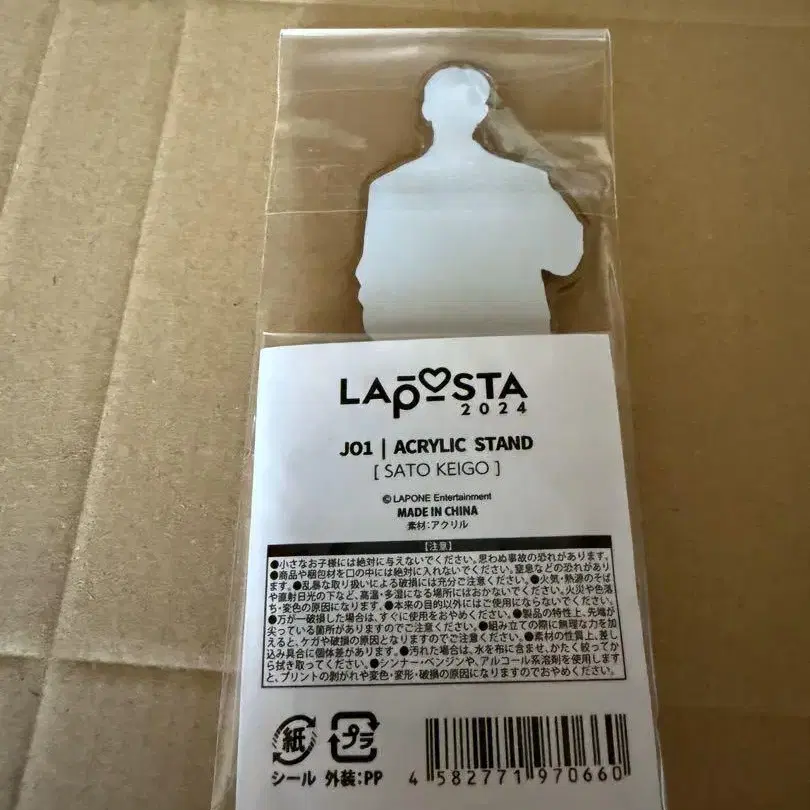 LAPOSTA
2024
JO1 | ACRYLIC STAND
[ SATO KEIGO ]
© LAPONE Entertainment
MADE IN CHINA
素材:アクリル
【注意】
●小さなお子様には絶対に与えないでください。思わぬ事故の恐れがあります。
●商品や梱包材を口の中には絶対に入れないでください。窒息などの恐れがあり
ます。●乱暴な取り扱いによる破損には充分ご注意ください。●火気・熱源のそば
や直射日光の下など、高温・多湿になる場所にはおかないでください。火災や色落
ち・変色の原因になります。●本来の目的以外にはご使用にならないでください。
●万が一破損した場合は、すぐに使用をおやめください。●製品の特性上、先端が
尖っている箇所がありますのでご注意ください。●組み立ての際に無理な力を加
えると、ケガや破損の原因となりますのでご注意ください。●素材の性質上、差し
込み具合に個体差があります。●汚れた場合は、水を布に含ませ、かたく絞ってか
ら拭き取ってください。●シンナー・ベンジンや、アルコール系溶剤を使用します
と、プリントの剥がれや変色・変形・破損の原因になりますのでおやめください。
紙 プラ
シール 外装:PP
4 582771 970660